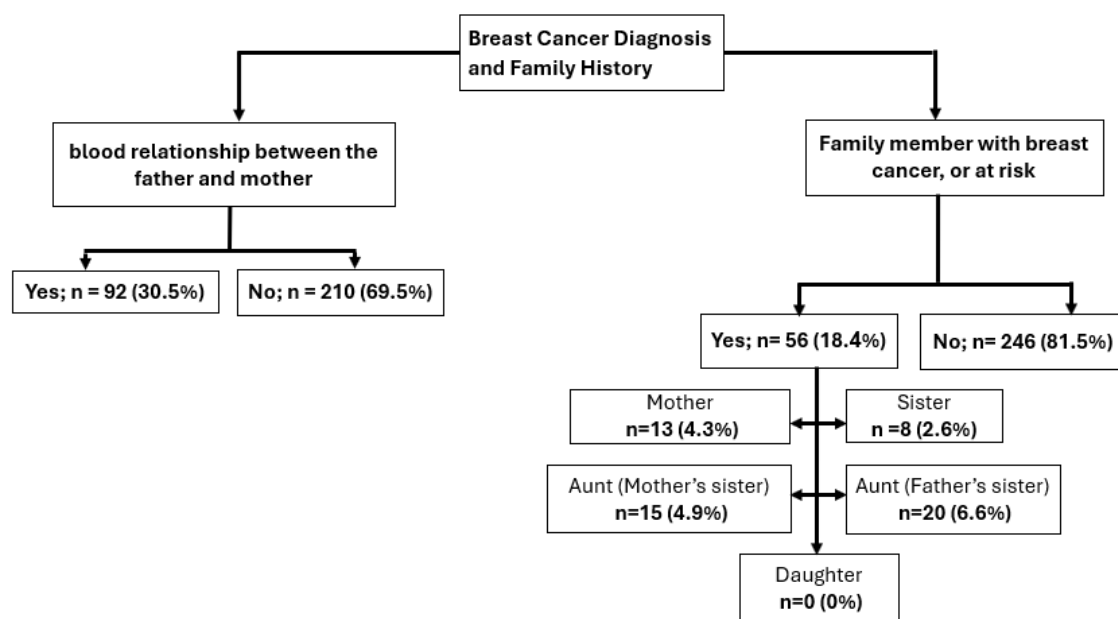 Breast Cancer Diagnosis
and Family History
blood relationship between the
father and mother
Family member with breast
cancer, or at risk
Yes; n = 92 (30.5%)
No; n = 210 (69.5%)
Yes; n= 56 (18.4%)
No; n= 246 (81.5%)
Mother
n=13 (4.3%)
Sister
n =8 (2.6%)
Aunt (Mother’s sister)
n=15 (4.9%)
Aunt (Father’s sister)
n=20 (6.6%)
Daughter
n=0 (0%)